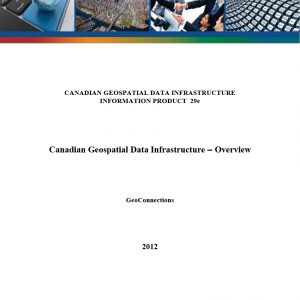 CANADIAN GEOSPATIAL DATA INFRASTRUCTURE
INFORMATION PRODUCT 29e
Canadian Geospatial Data Infrastructure – Overview
GeoConnections
2012